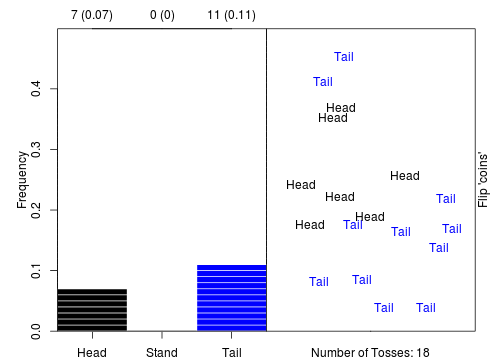 7 (0.07) 0 (0) 11 (0.11)
Frequency
0.4
0.3
0.2
0.1
0.0
Head Stand Tail
Tail
Tail
Head
Head
Head
Head
Head
Tail
Head
Head
Tail
Tail
Tail
Tail
Tail
Tail
Tail
Tail
Number of Tosses: 18
Flip 'coins'